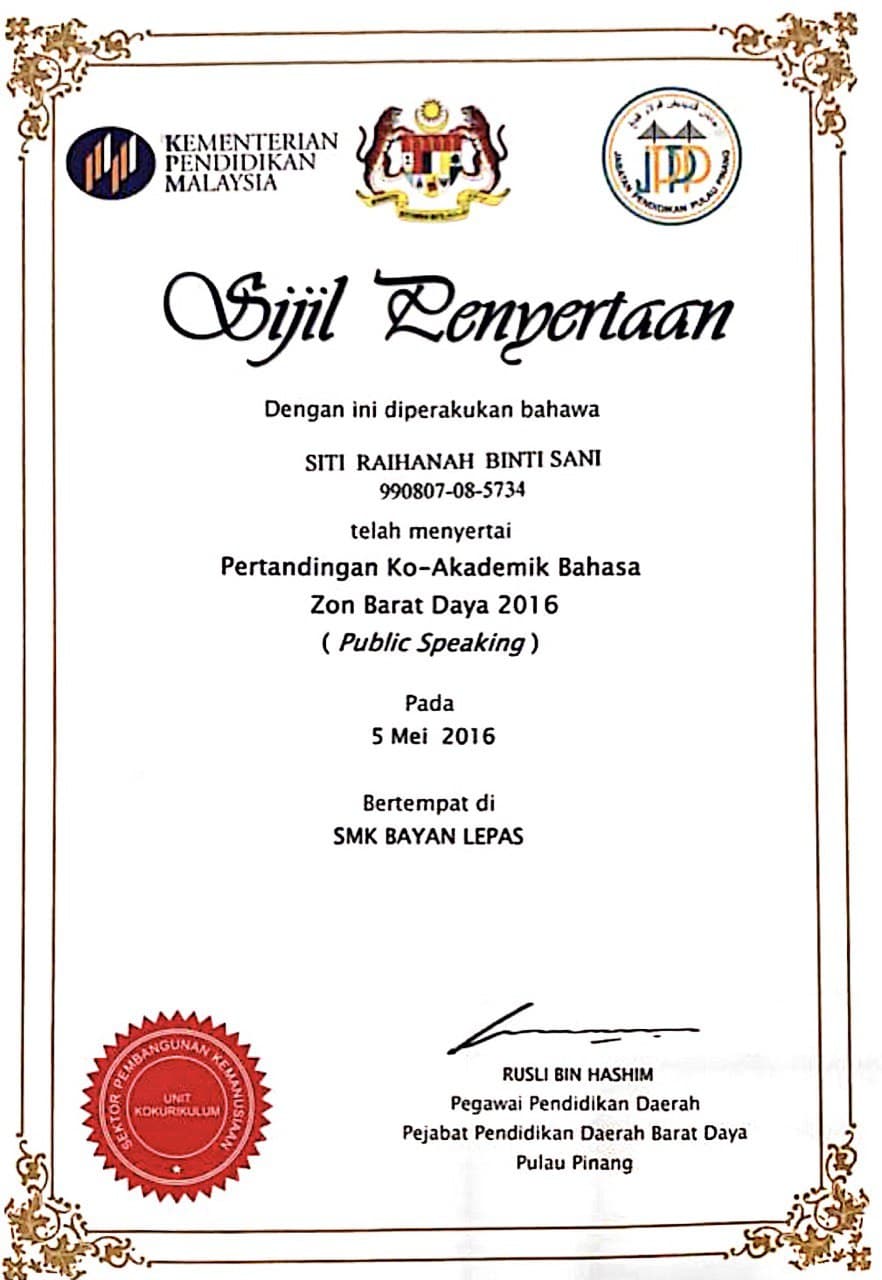 KEMENTERIAN
PENDIDIKAN
MALAYSIA
JABATAN PENDIDIKAN PULAU PINANG
JPPP
Sijil Penyertaan
Dengan ini diperakukan bahawa
SITI RAIHANAH BINTI SANI
990807-08-5734
telah menyertai
Pertandingan Ko-Akademik Bahasa
Zon Barat Daya 2016
( Public Speaking )
Pada
5 Mei 2016
Bertempat di
SMK BAYAN LEPAS
SEKTOR PEMBANGUNAN KEMANUSIAAN
UNIT
KOKURIKULUM
RUSLI BIN HASHIM
Pegawai Pendidikan Daerah
Pejabat Pendidikan Daerah Barat Daya
Pulau Pinang